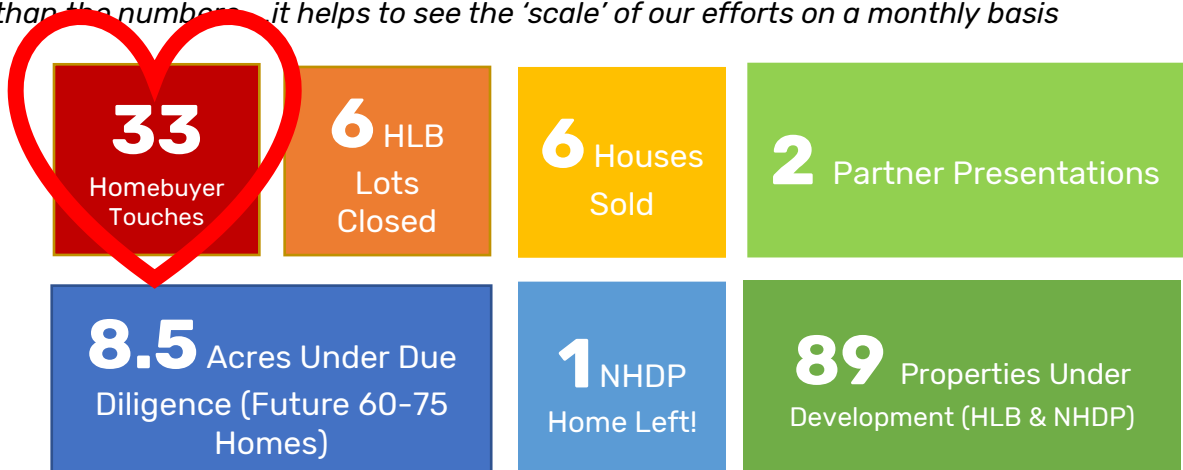 than the numbers...it helps to see the ‘scale’ of our efforts on a monthly basis
33
Homebuyer
Touches
6 HLB
Lots
Closed
6 Houses
Sold
2 Partner Presentations
8.5 Acres Under Due
Diligence (Future 60-75
Homes)
1 NHDP
Home Left!
89 Properties Under
Development (HLB & NHDP)